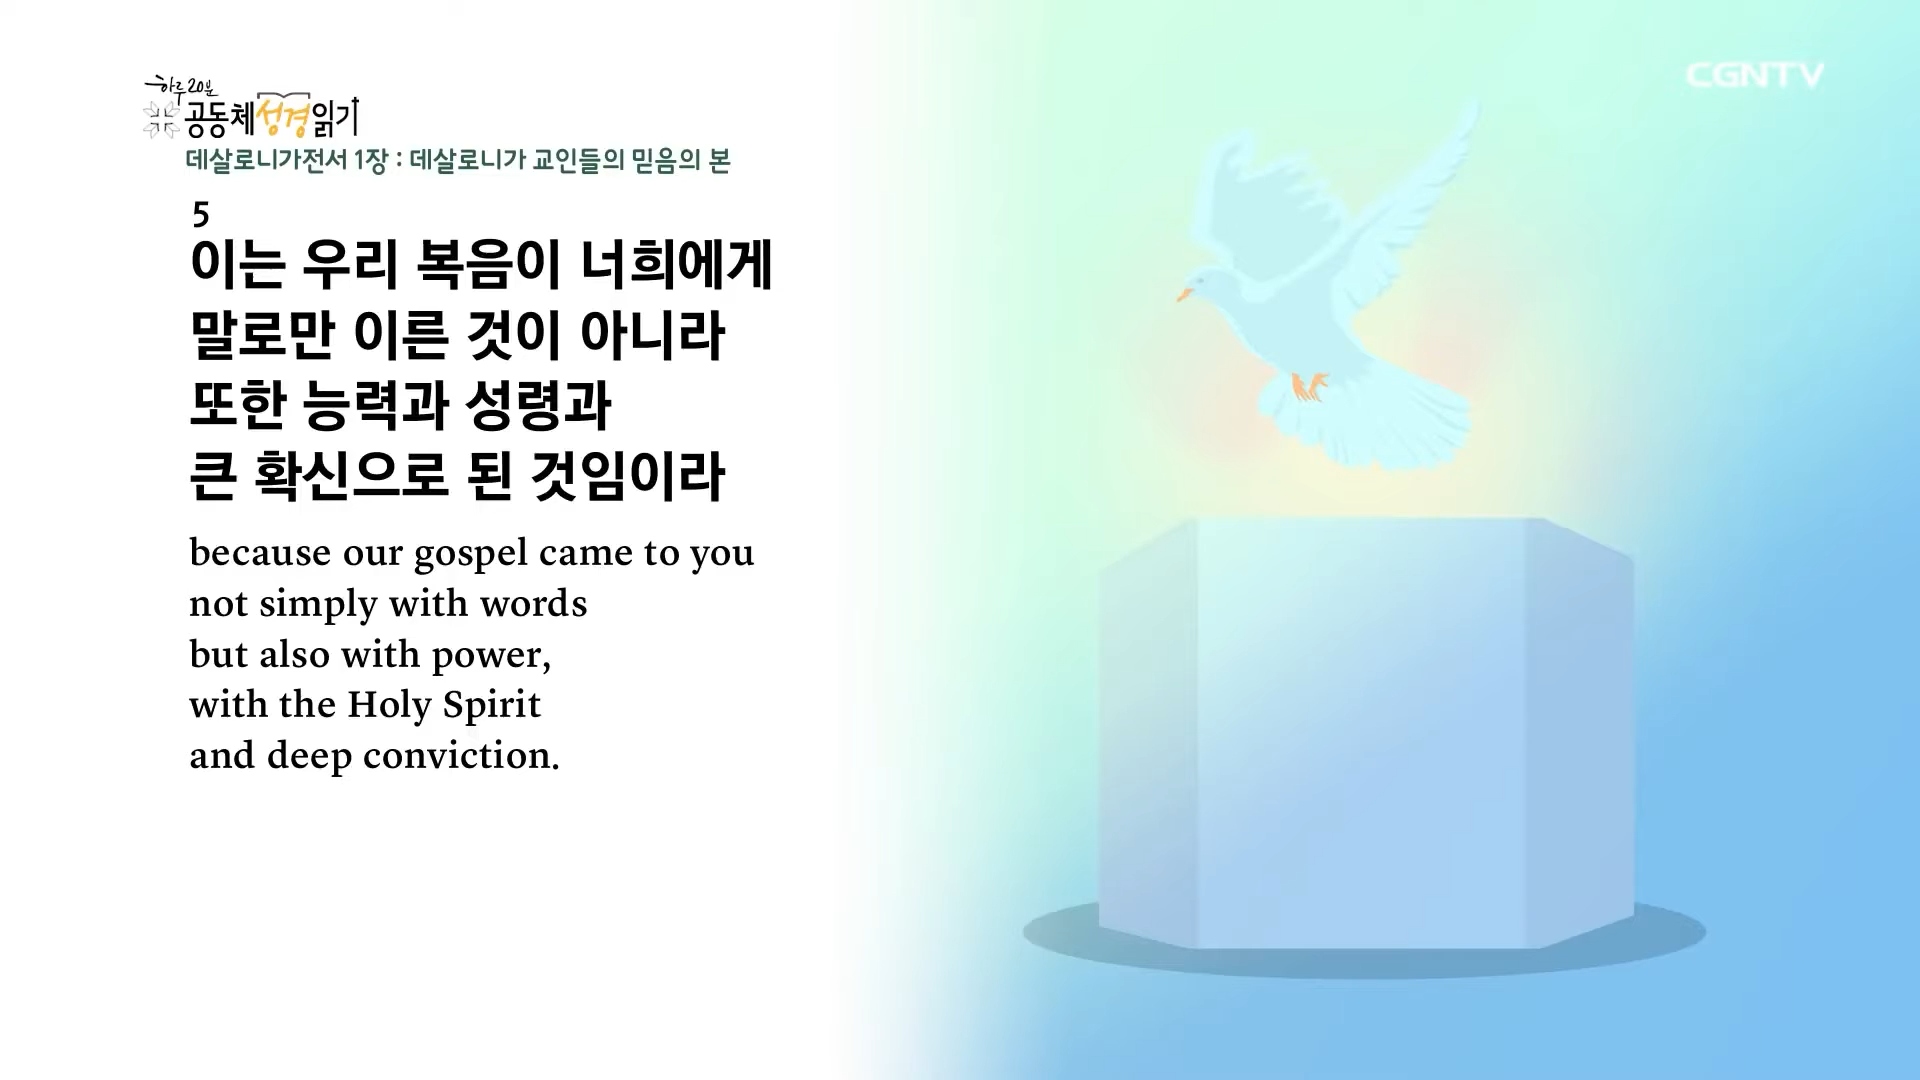 하루 20분
공동체성경읽기
CGNTV
데살로니가전서 1장 : 데살로니가 교인들의 믿음의 본
5
이는 우리 복음이 너희에게
말로만 이른 것이 아니라
또한 능력과 성령과
큰 확신으로 된 것임이라
because our gospel came to you
not simply with words
but also with power,
with the Holy Spirit
and deep conviction.